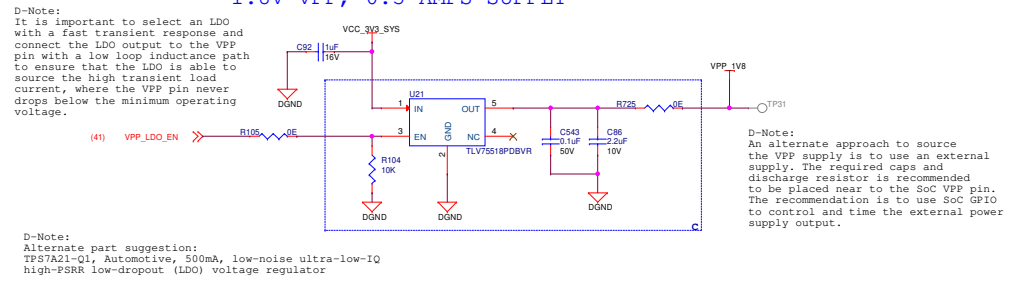 1.8V VPP, 0.5 AMPS SUPPLY
D-Note:
It is important to select an LDO
with a fast transient response and
connect the LDO output to the VPP
pin with a low loop inductance path
to ensure that the LDO is able to
source the high transient load
current, where the VPP pin never
drops below the minimum operating
voltage.
VCC_3V3_SYS
C92
1uF
16V
DGND
VPP_1V8
U21
1
IN
OUT
5
R725
0E
TP31
(41)
VPP_LDO_EN
R105
0E
3
EN
GND
NC
4
2
TLV75518PDBVR
C543
0.1uF
50V
C86
2.2uF
10V
R104
10K
DGND
DGND
DGND
C
D-Note:
An alternate approach to source
the VPP supply is to use an external
supply. The required caps and
discharge resistor is recommended
to be placed near to the SoC VPP pin.
The recommendation is to use SoC GPIO
to control and time the external power
supply output.
D-Note:
Alternate part suggestion:
TPS7A21-Q1, Automotive, 500mA, low-noise ultra-low-IQ
high-PSRR low-dropout (LDO) voltage regulator